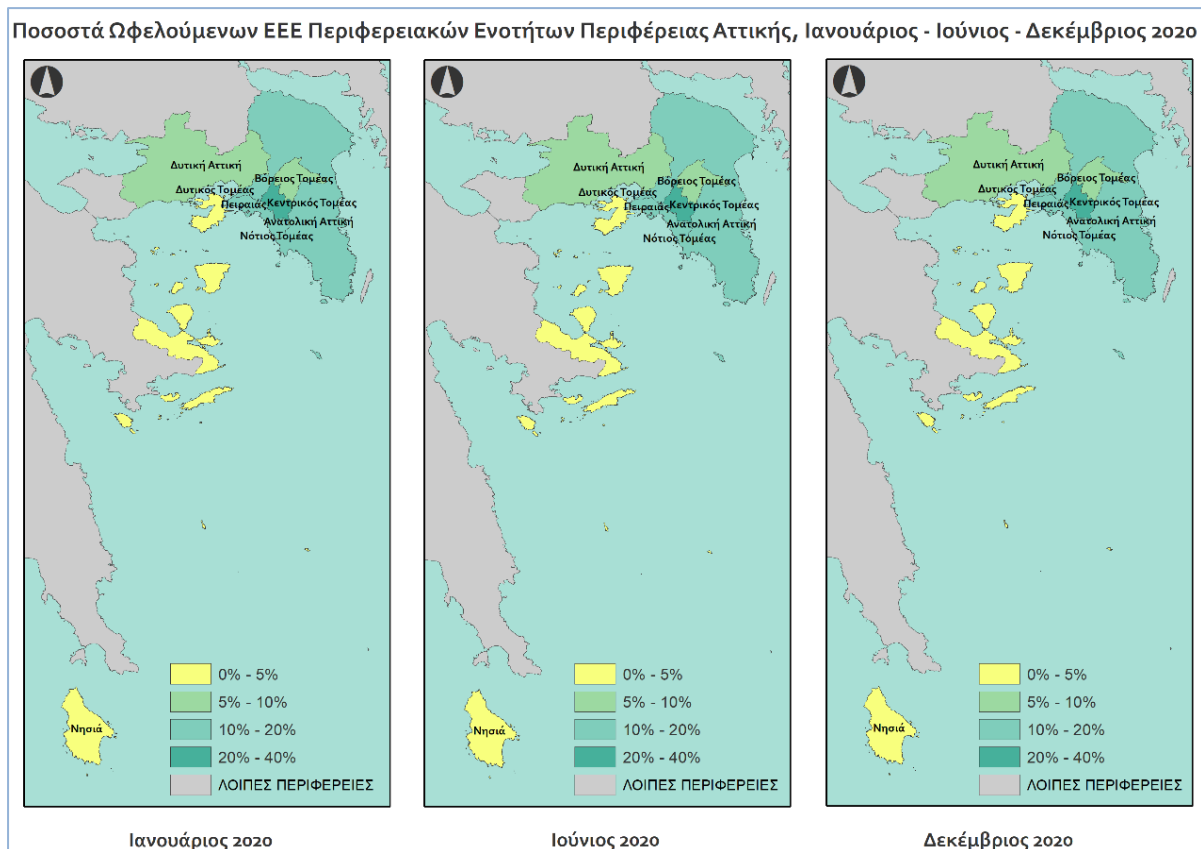 Ποσοστά Ωφελούμενων ΕΕΕ Περιφερειακών Ενοτήτων Περιφέρειας Αττικής, Ιανουάριος - Ιούνιος - Δεκέμβριος 2020
Δυτική Αττική
Βόρειος Τομέας
Δυτικός Τομέας
Πειραιάς
Κεντρικός Τομέας
Ανατολική Αττική
Νότιος Τομέας
Νησιά
0% - 5%
5% - 10%
10% - 20%
20% - 40%
ΛΟΙΠΕΣ ΠΕΡΙΦΕΡΕΙΕΣ
Ιανουάριος 2020
Δυτική Αττική
Βόρειος Τομέας
Δυτικός Τομέας
Πειραιάς
Κεντρικός Τομέας
Ανατολική Αττική
Νότιος Τομέας
Νησιά
0% - 5%
5% - 10%
10% - 20%
20% - 40%
ΛΟΙΠΕΣ ΠΕΡΙΦΕΡΕΙΕΣ
Ιούνιος 2020
Δυτική Αττική
Βόρειος Τομέας
Δυτικός Τομέας
Πειραιάς
Κεντρικός Τομέας
Ανατολική Αττική
Νότιος Τομέας
Νησιά
0% - 5%
5% - 10%
10% - 20%
20% - 40%
ΛΟΙΠΕΣ ΠΕΡΙΦΕΡΕΙΕΣ
Δεκέμβριος 2020